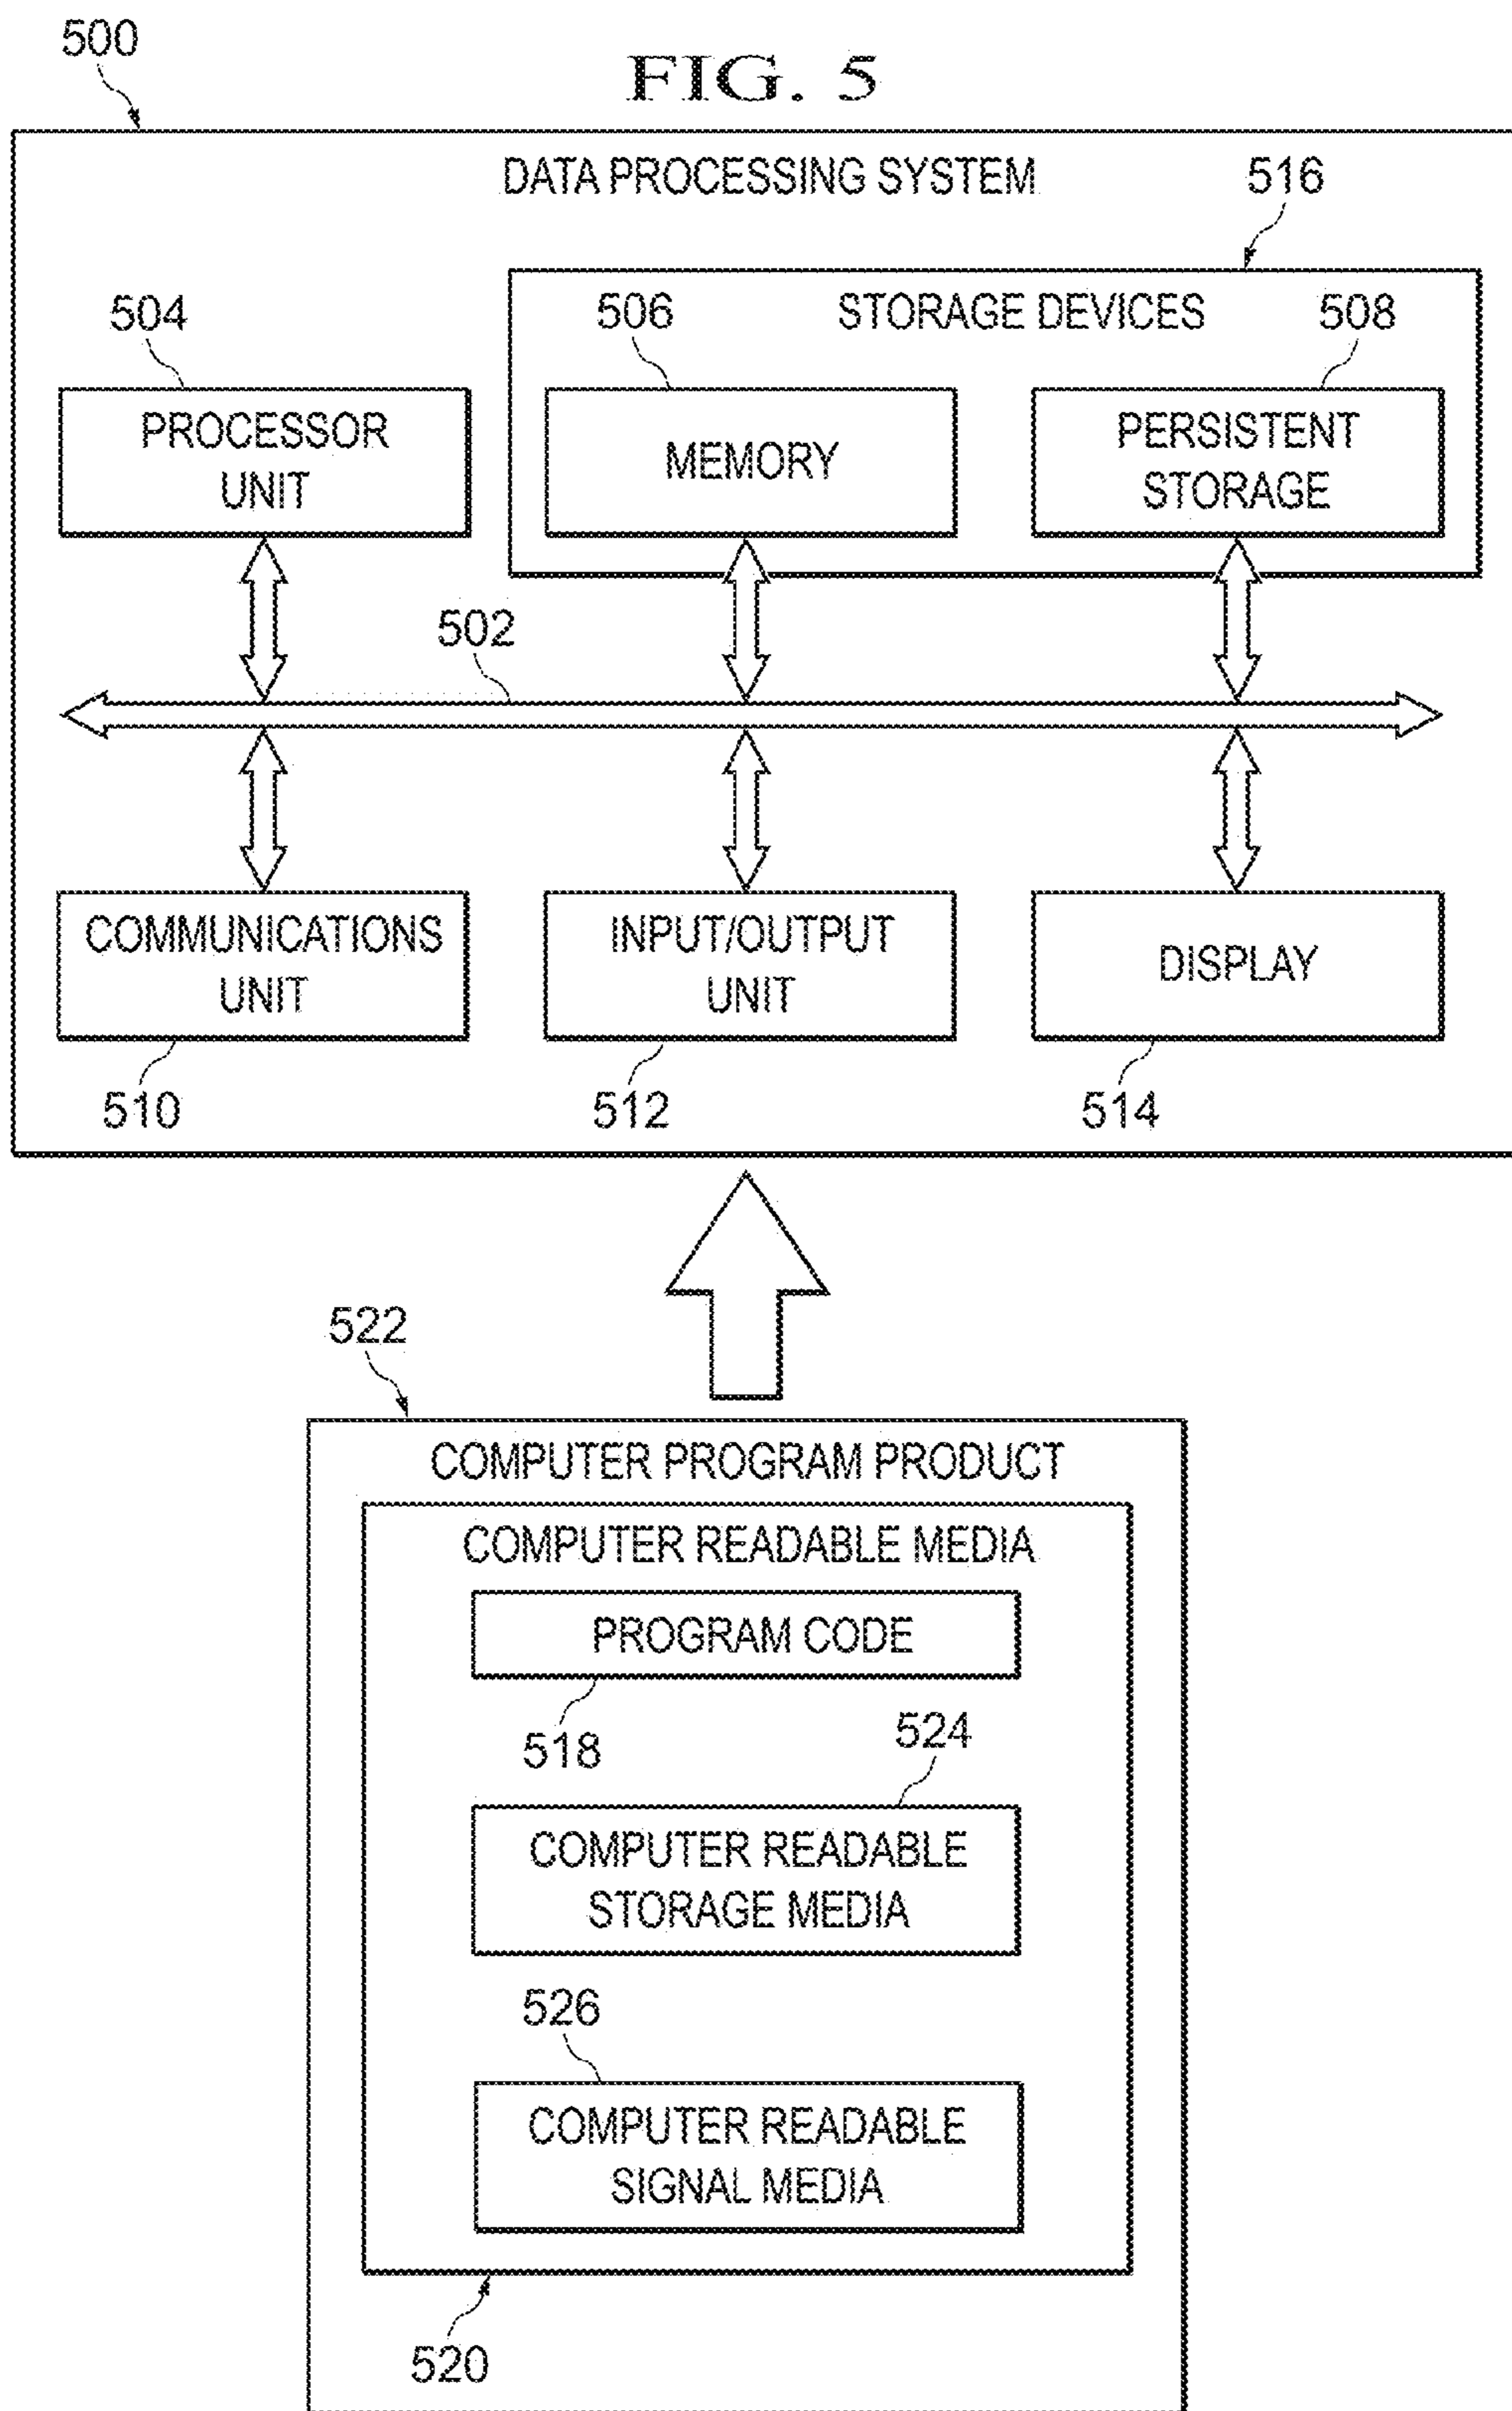 500
FIG. 5
DATA PROCESSING SYSTEM
516
504
506
STORAGE DEVICES
508
PROCESSOR
UNIT
MEMORY
PERSISTENT
STORAGE
502
COMMUNICATIONS
UNIT
INPUT/OUTPUT
UNIT
DISPLAY
510
512
514
522
COMPUTER PROGRAM PRODUCT
COMPUTER READABLE MEDIA
PROGRAM CODE
518
524
COMPUTER READABLE
STORAGE MEDIA
526
COMPUTER READABLE
SIGNAL MEDIA
520